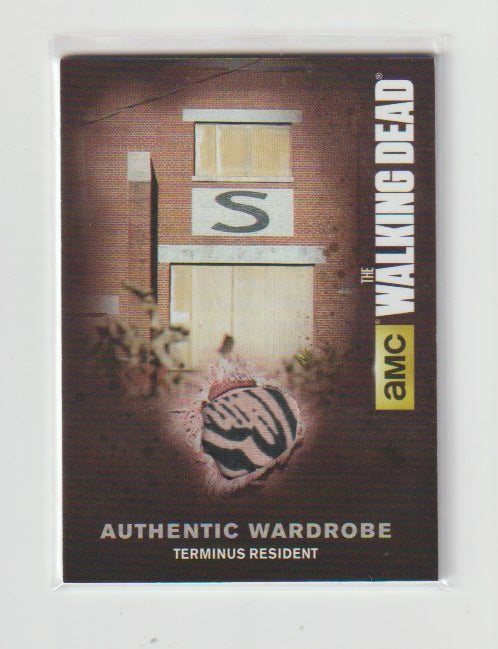 S
THE
WALKING DEAD®
aMC
AUTHENTIC WARDROBE
TERMINUS RESIDENT